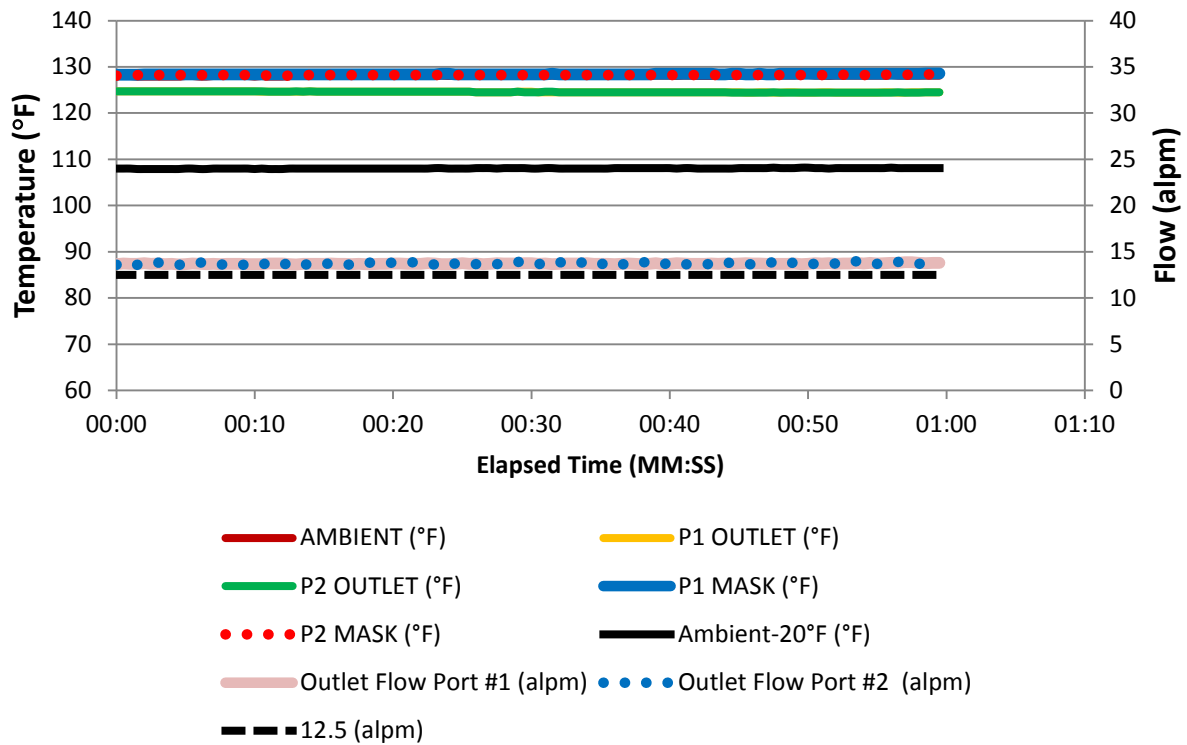 140
130
120
110
100
90
80
70
60
Temperature (°F)
40
35
30
25
20
15
10
5
0
Flow (alpm)
00:00 00:10 00:20 00:30 00:40 00:50 01:00 01:10
Elapsed Time (MM:SS)
AMBIENT (°F) P1 OUTLET (°F)
P2 OUTLET (°F) P1 MASK (°F)
P2 MASK (°F) Ambient-20°F (°F)
Outlet Flow Port #1 (alpm) Outlet Flow Port #2 (alpm)
12.5 (alpm)